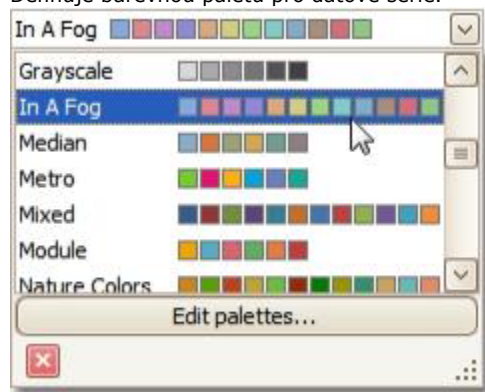 Definuje barevnou paletu pro datové série.
In A Fog
Grayscale
In A Fog
Median
Metro
Mixed
Module
Nature Colors
Edit palettes...